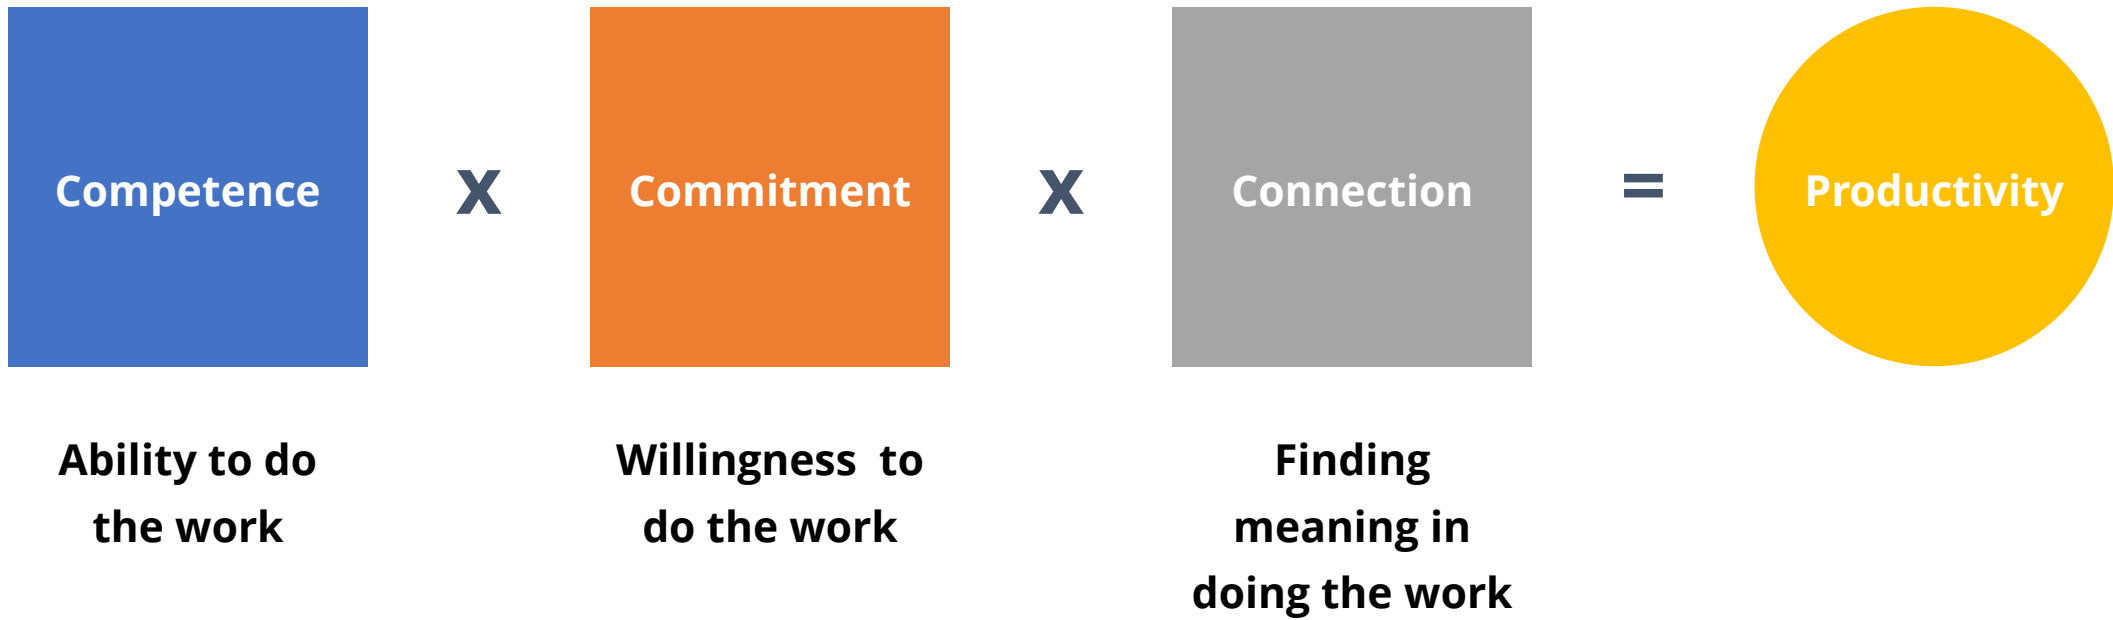 Competence x Commitment x Connection = Productivity
Ability to do
the work
Willingness  to
do the work
Finding
meaning in
doing the work